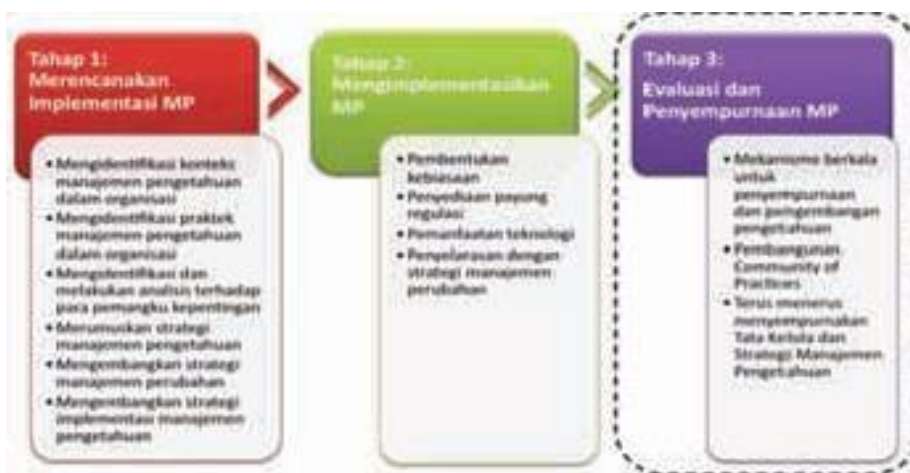 Tahap 1:
Merencanakan
Implementasi MP
• Mengidentifikasi konteks
manajemen pengetahuan
dalam organisasi
• Mengidentifikasi praktek
manajemen pengetahuan
dalam organisasi
• Mengidentifikasi dan
melakukan analisis terhadap
para pemangku kepentingan
• Merumuskan strategi
manajemen pengetahuan
• Mengembangkan strategi
manajemen perubahan
• Mengembangkan strategi
implementasi manajemen
pengetahuan
Tahap 2:
Mengimplementasikan
MP
• Pembentukan
kebiasaan
• Penyediaan payung
regulasi
• Pemanfaatan teknologi
• Penyelarasan dengan
strategi manajemen
perubahan
Tahap 3:
Evaluasi dan
Penyempurnaan MP
• Mekanisme berkala
untuk
penyempurnaan
dan pengembangan
pengetahuan
• Pembangunan
Community of
Practices
• Terus menerus
menyempurnakan
Tata Kelola dan
Strategi Manajemen
Pengetahuan